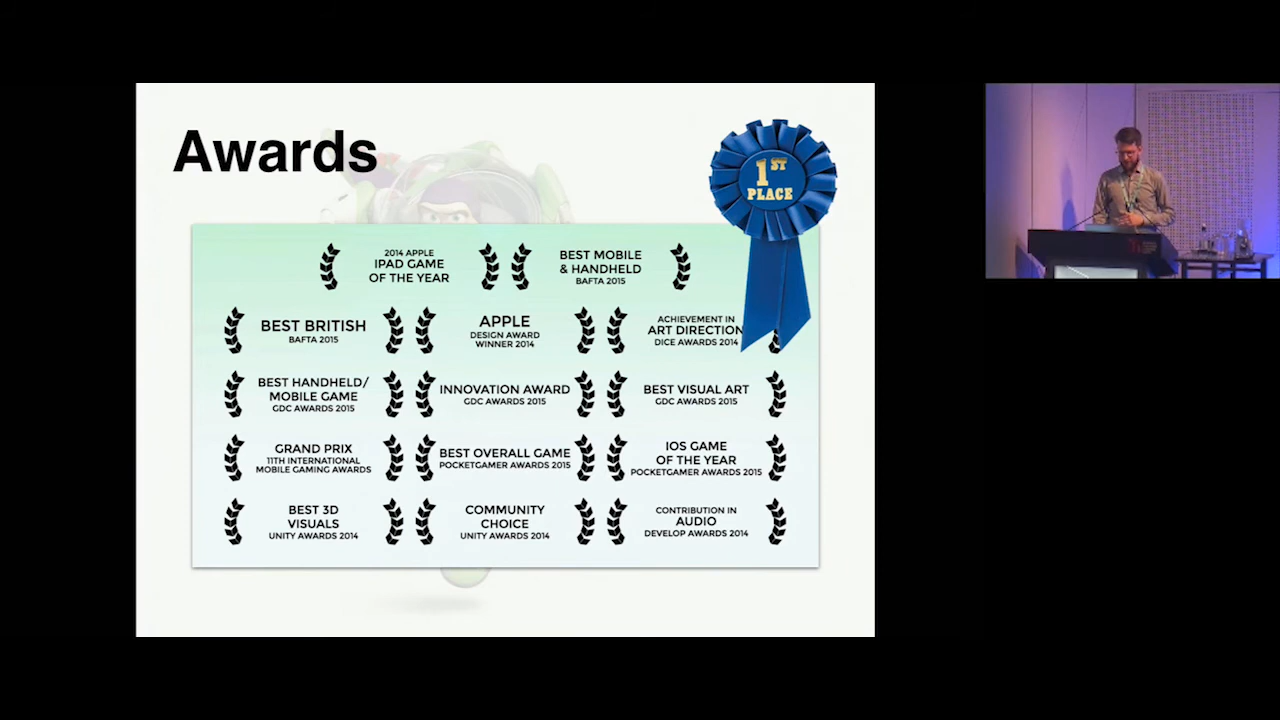 Awards
1ST
PLACE
2014 APPLE
IPAD GAME
OF THE YEAR
BEST MOBILE
& HANDHELD
BAFTA 2015
BEST BRITISH
BAFTA 2015
APPLE
DESIGN AWARD
WINNER 2014
ACHIEVEMENT IN
ART DIRECTION
DICE AWARDS 2014
BEST HANDHELD/
MOBILE GAME
GDC AWARDS 2015
INNOVATION AWARD
GDC AWARDS 2015
BEST VISUAL ART
GDC AWARDS 2015
GRAND PRIX
11TH INTERNATIONAL
MOBILE GAMING AWARDS
BEST OVERALL GAME
POCKETGAMER AWARDS 2015
IOS GAME
OF THE YEAR
POCKETGAMER AWARDS 2015
BEST 3D
VISUALS
UNITY AWARDS 2014
COMMUNITY
CHOICE
UNITY AWARDS 2014
CONTRIBUTION IN
AUDIO
DEVELOP AWARDS 2014